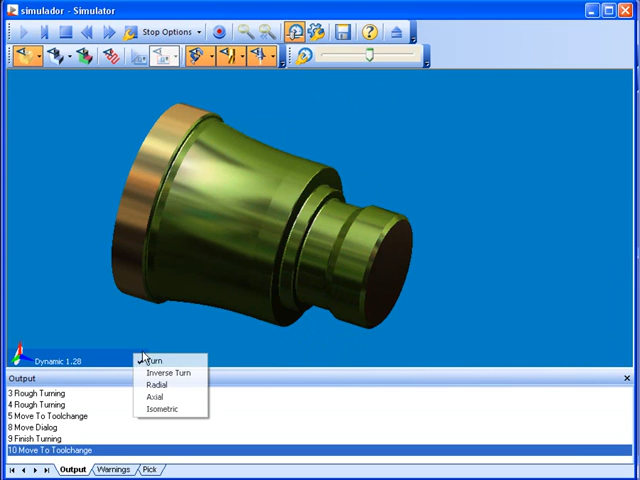 simulador - Simulator
Stop Options
Dynamic 1.28
Turn
Inverse Turn
Radial
Axial
Isometric
Output
3 Rough Turning
4 Rough Turning
5 Move To Toolchange
8 Move Dialog
9 Finish Turning
10 Move To Toolchange
Output
Warnings
Pick